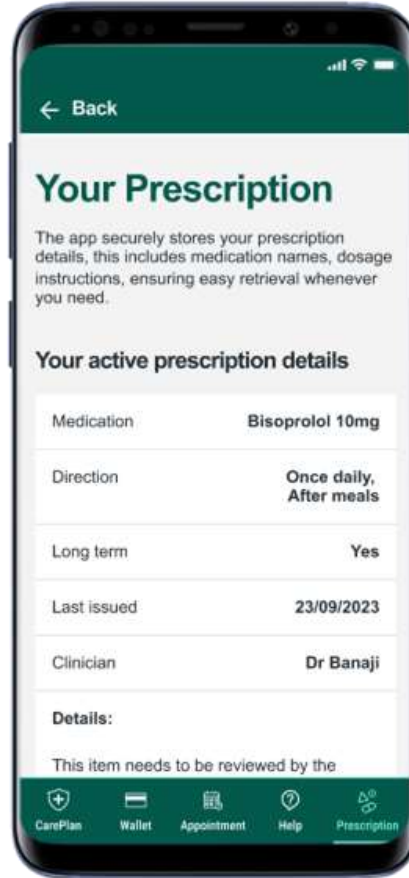 Back
Your Prescription
The app securely stores your prescription
details, this includes medication names, dosage
instructions, ensuring easy retrieval whenever
you need.
Your active prescription details
Medication Bisoprolol 10mg
Direction Once daily,
After meals
Long term Yes
Last issued 23/09/2023
Clinician Dr Banaji
Details:
This item needs to be reviewed by the
CarePlan Wallet Appointment Help Prescription